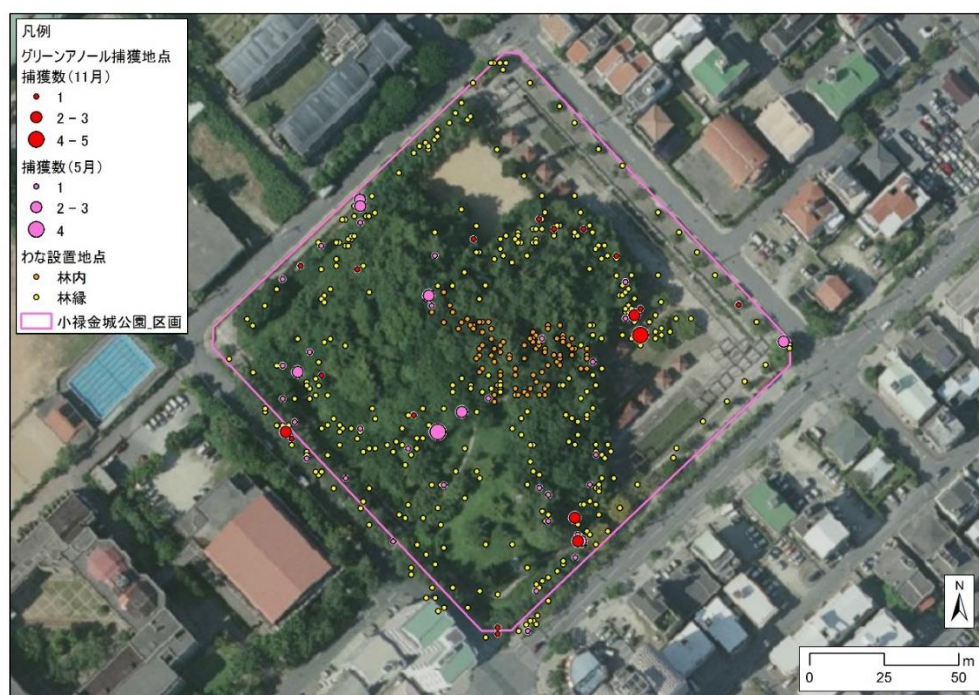 凡例
グリーンアノール捕獲地点
捕獲数(11月)
1
2 - 3
4 - 5
捕獲数(5月)
1
2 - 3
4
わな設置地点
林内
林縁
小禄金城公園_区画
N
0 25 50 m